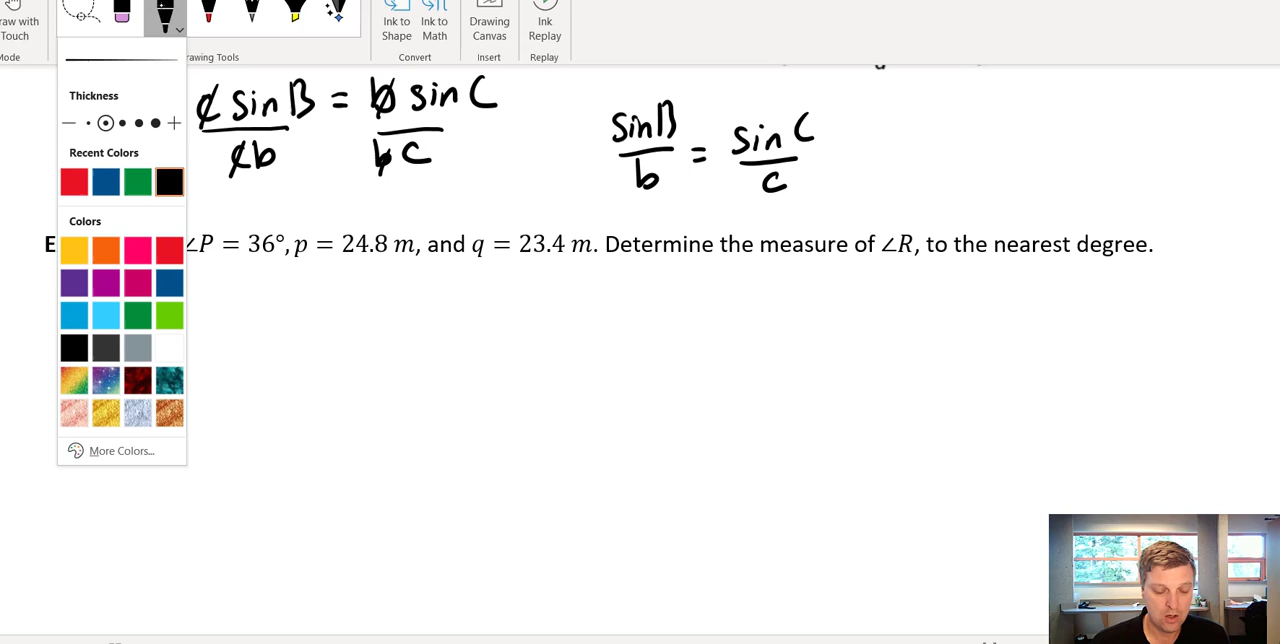 raw with
Touch
Mode
Ink to
Shape
Ink to
Math
Drawing
Canvas
Ink
Replay
rawing Tools
Convert
Insert
Replay
Thickness
Recent Colors
Colors
More Colors...
c sin B = b sin C
cb bc
sin B = sin C
b c
E ∠P = 36°, p = 24.8 m, and q = 23.4 m. Determine the measure of ∠R, to the nearest degree.